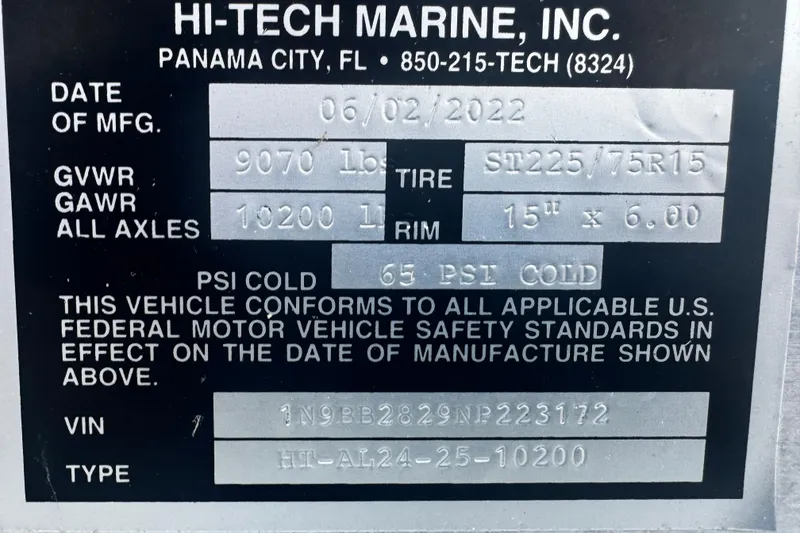 HI-TECH MARINE, INC.
PANAMA CITY, FL • 850-215-TECH (8324)
DATE OF MFG. 06/02/2022
GVWR 9070 lbs TIRE ST225/75R15
GAWR ALL AXLES 10200 l RIM 15" x 6.00
PSI COLD 65 PSI COLD
THIS VEHICLE CONFORMS TO ALL APPLICABLE U.S.
FEDERAL MOTOR VEHICLE SAFETY STANDARDS IN
EFFECT ON THE DATE OF MANUFACTURE SHOWN
ABOVE.
VIN 1N9BB2829NP223172
TYPE HT-AL24-25-10200